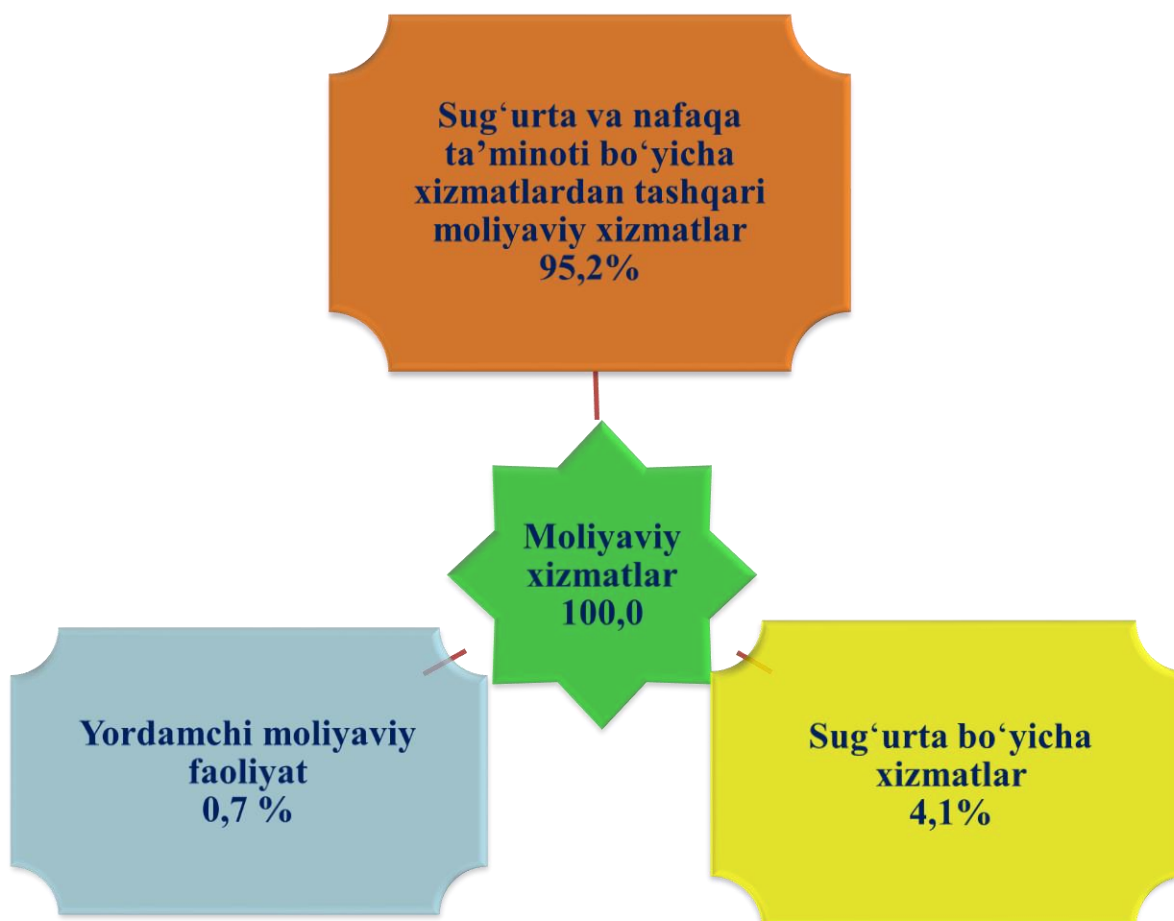 Sug‘urta va nafaqa
ta’minoti bo‘yicha
xizmatlardan tashqari
moliyaviy xizmatlar
95,2%
Moliyaviy
xizmatlar
100,0
Yordamchi moliyaviy
faoliyat
0,7 %
Sug‘urta bo‘yicha
xizmatlar
4,1%